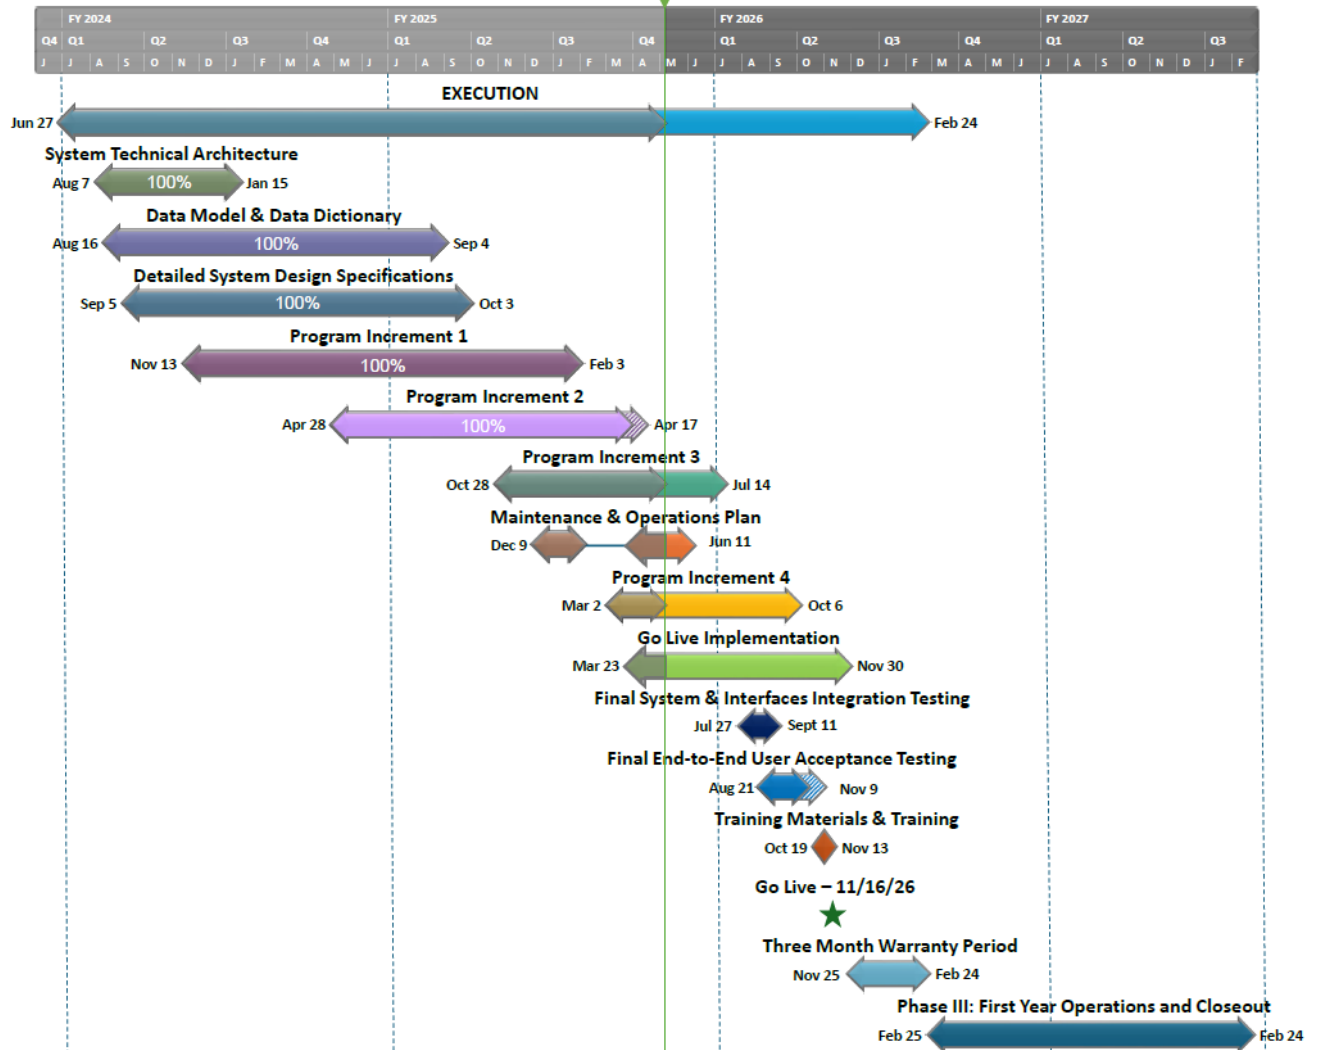 FY 2024 FY 2025 FY 2026 FY 2027
Q4 Q1 Q2 Q3 Q4 Q1 Q2 Q3 Q4 Q1 Q2 Q3 Q4 Q1 Q2 Q3
J J A S O N D J F M A M J J A S O N D J F M A M J J A S O N D J F M A M J J A S O N D J F
EXECUTION
Jun 27 Feb 24
System Technical Architecture
Aug 7 100% Jan 15
Data Model & Data Dictionary
Aug 16 100% Sep 4
Detailed System Design Specifications
Sep 5 100% Oct 3
Program Increment 1
Nov 13 100% Feb 3
Program Increment 2
Apr 28 100% Apr 17
Program Increment 3
Oct 28 Jul 14
Maintenance & Operations Plan
Dec 9 Jun 11
Program Increment 4
Mar 2 Oct 6
Go Live Implementation
Mar 23 Nov 30
Final System & Interfaces Integration Testing
Jul 27 Sept 11
Final End-to-End User Acceptance Testing
Aug 21 Nov 9
Training Materials & Training
Oct 19 Nov 13
Go Live – 11/16/26
Three Month Warranty Period
Nov 25 Feb 24
Phase III: First Year Operations and Closeout
Feb 25 Feb 24